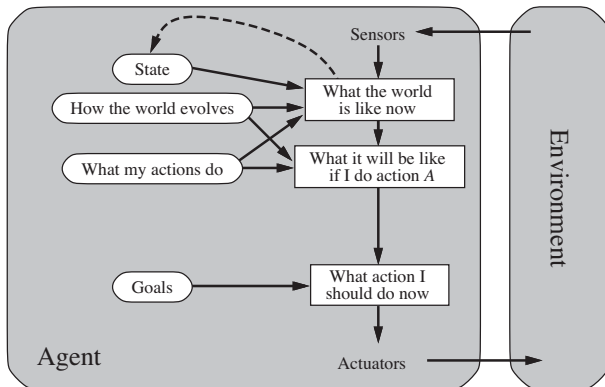 Sensors
State
What the world
is like now
How the world evolves
What it will be like
if I do action A
What my actions do
Environment
Goals
What action I
should do now
Agent
Actuators